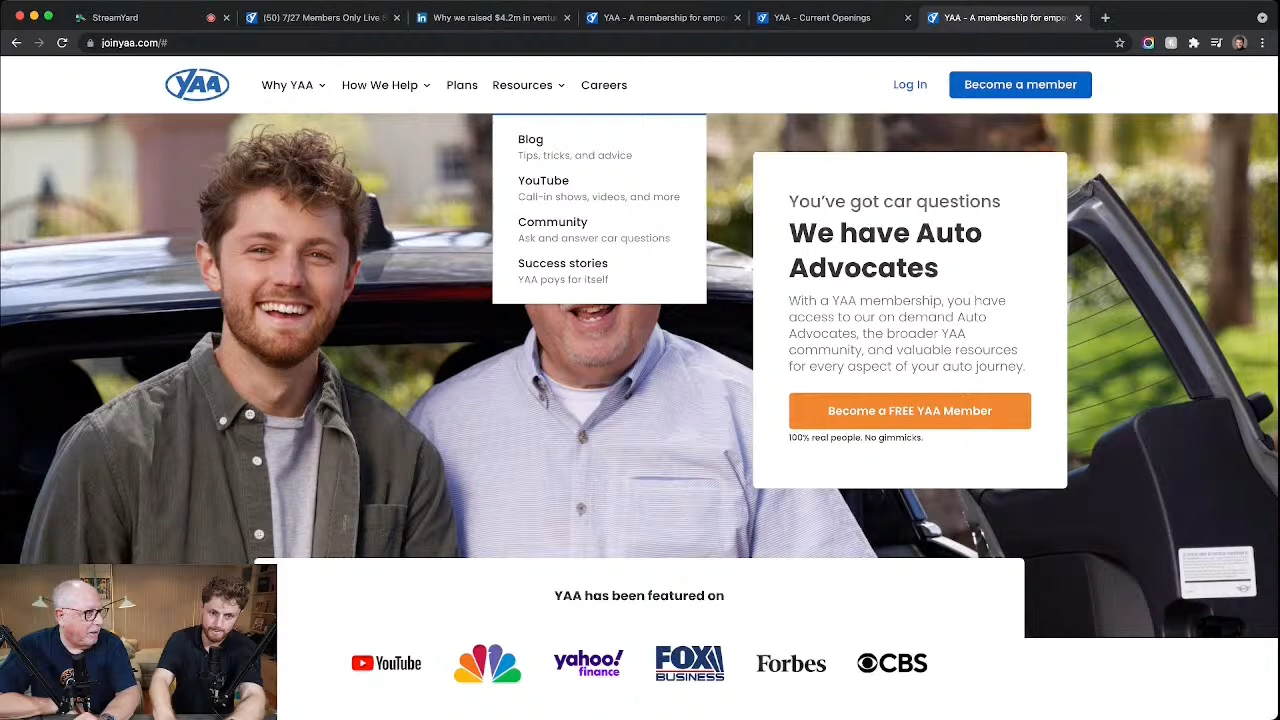 StreamYard
(50) 7/27 Members Only Live S
Why we raised $4.2m in ventu
YAA - A membership for empo
YAA - Current Openings
YAA - A membership for empo
joinyaa.com/#
YAA
Why YAA
How We Help
Plans
Resources
Careers
Log In
Become a member
Blog
Tips, tricks, and advice
YouTube
Call-in shows, videos, and more
Community
Ask and answer car questions
Success stories
YAA pays for itself
You've got car questions
We have Auto
Advocates
With a YAA membership, you have
access to our on demand Auto
Advocates, the broader YAA
community, and valuable resources
for every aspect of your auto journey.
Become a FREE YAA Member
100% real people. No gimmicks.
YAA has been featured on
YouTube
yahoo!
finance
FOX
BUSINESS
Forbes
CBS